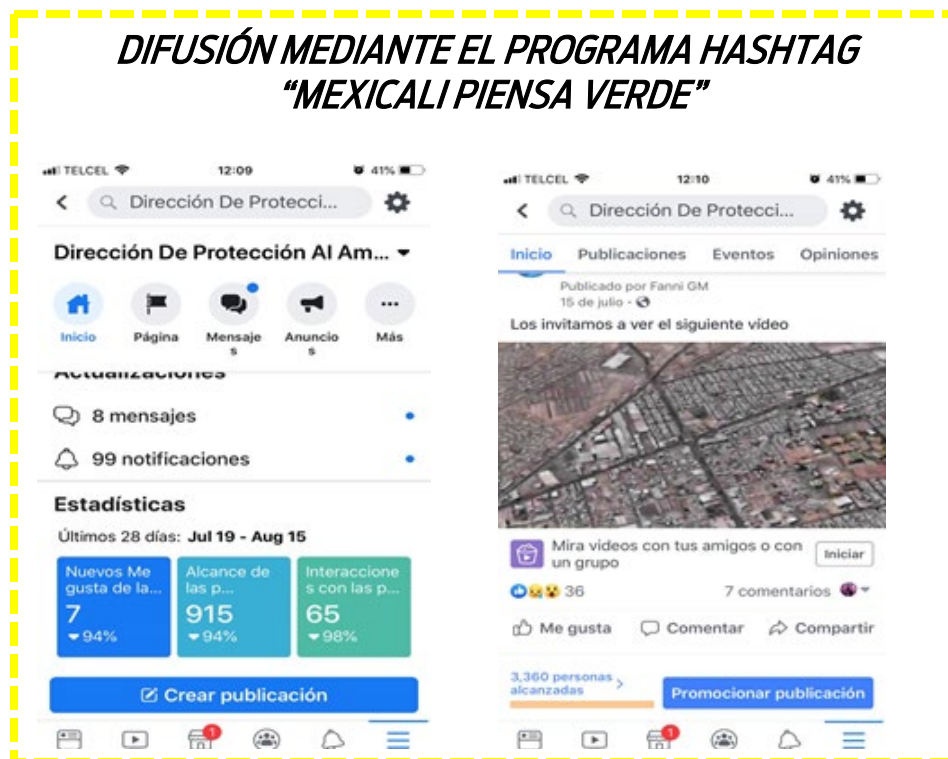 DIFUSIÓN MEDIANTE EL PROGRAMA HASHTAG
“MEXICALI PIENSA VERDE”
TELCEL 12:09 41%
Dirección De Protecci...
Dirección De Protección Al Am...
Inicio Página Mensaje Anuncio Más
s s
Actualizaciones
8 mensajes
99 notificaciones
Estadísticas
Últimos 28 días: Jul 19 - Aug 15
Nuevos Me Alcance de Interaccione
gusta de la... las p... s con las p...
7 915 65
94% 94% 98%
Crear publicación
1
TELCEL 12:10 41%
Dirección De Protecci...
Inicio Publicaciones Eventos Opiniones
Publicado por Fanni GM
15 de julio ·
Los invitamos a ver el siguiente vídeo
Mira videos con tus amigos o con
un grupo
Iniciar
36 7 comentarios
Me gusta Comentar Compartir
3,360 personas
alcanzadas
Promocionar publicación
1